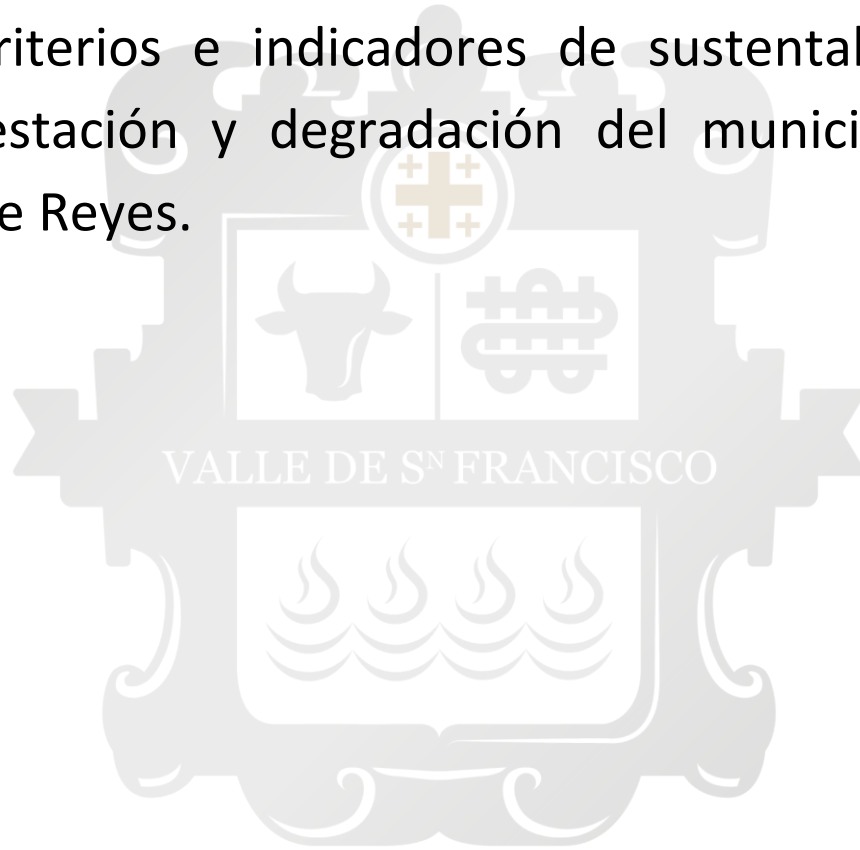 riterios e indicadores de sustental
estación y degradación del munici
e Reyes.
VALLE DE Sᴺ FRANCISCO